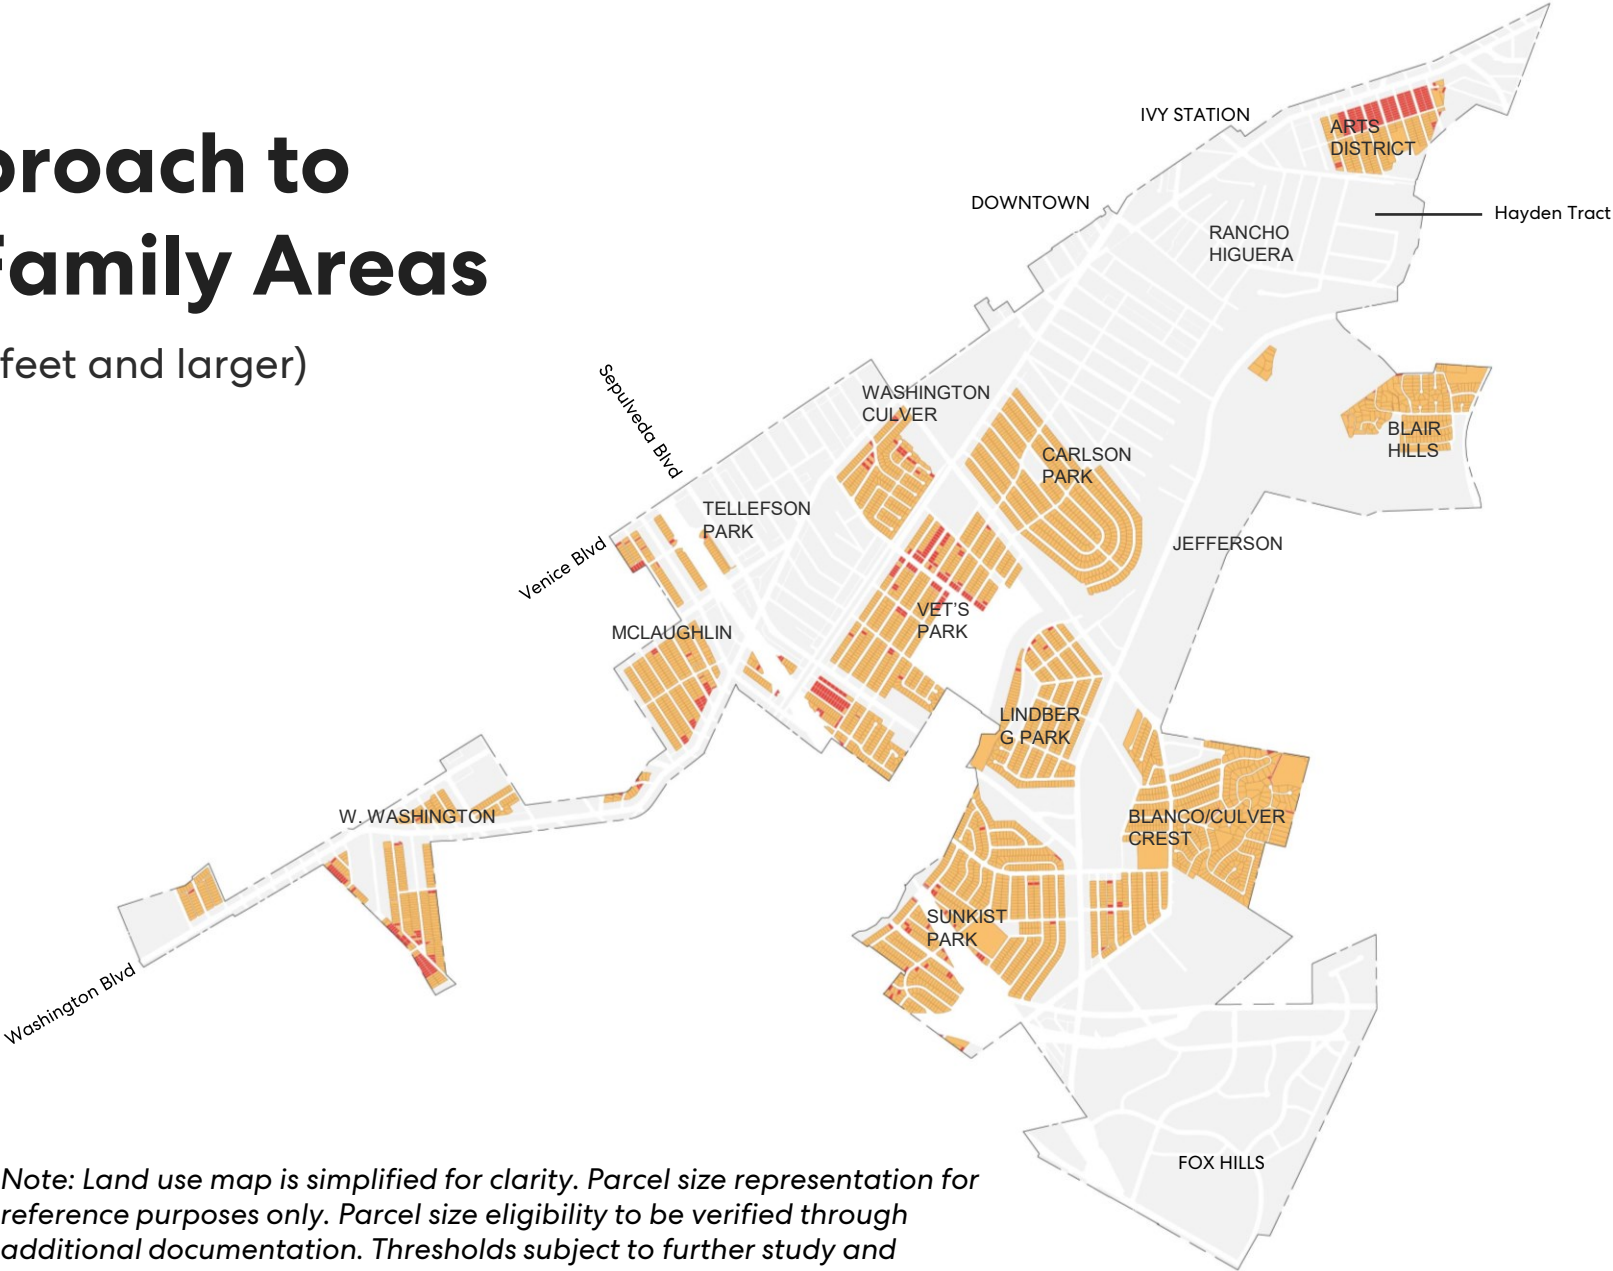 proach to
Family Areas
feet and larger)
IVY STATION
ARTS
DISTRICT
DOWNTOWN
Hayden Tract
RANCHO
HIGUERA
Sepulveda Blvd
WASHINGTON
CULVER
BLAIR
HILLS
CARLSON
PARK
TELLEFSON
PARK
JEFFERSON
Venice Blvd
VET'S
PARK
MCLAUGHLIN
LINDBER
G PARK
W. WASHINGTON
BLANCO/CULVER
CREST
SUNKIST
PARK
Washington Blvd
FOX HILLS
Note: Land use map is simplified for clarity. Parcel size representation for
reference purposes only. Parcel size eligibility to be verified through
additional documentation. Thresholds subject to further study and